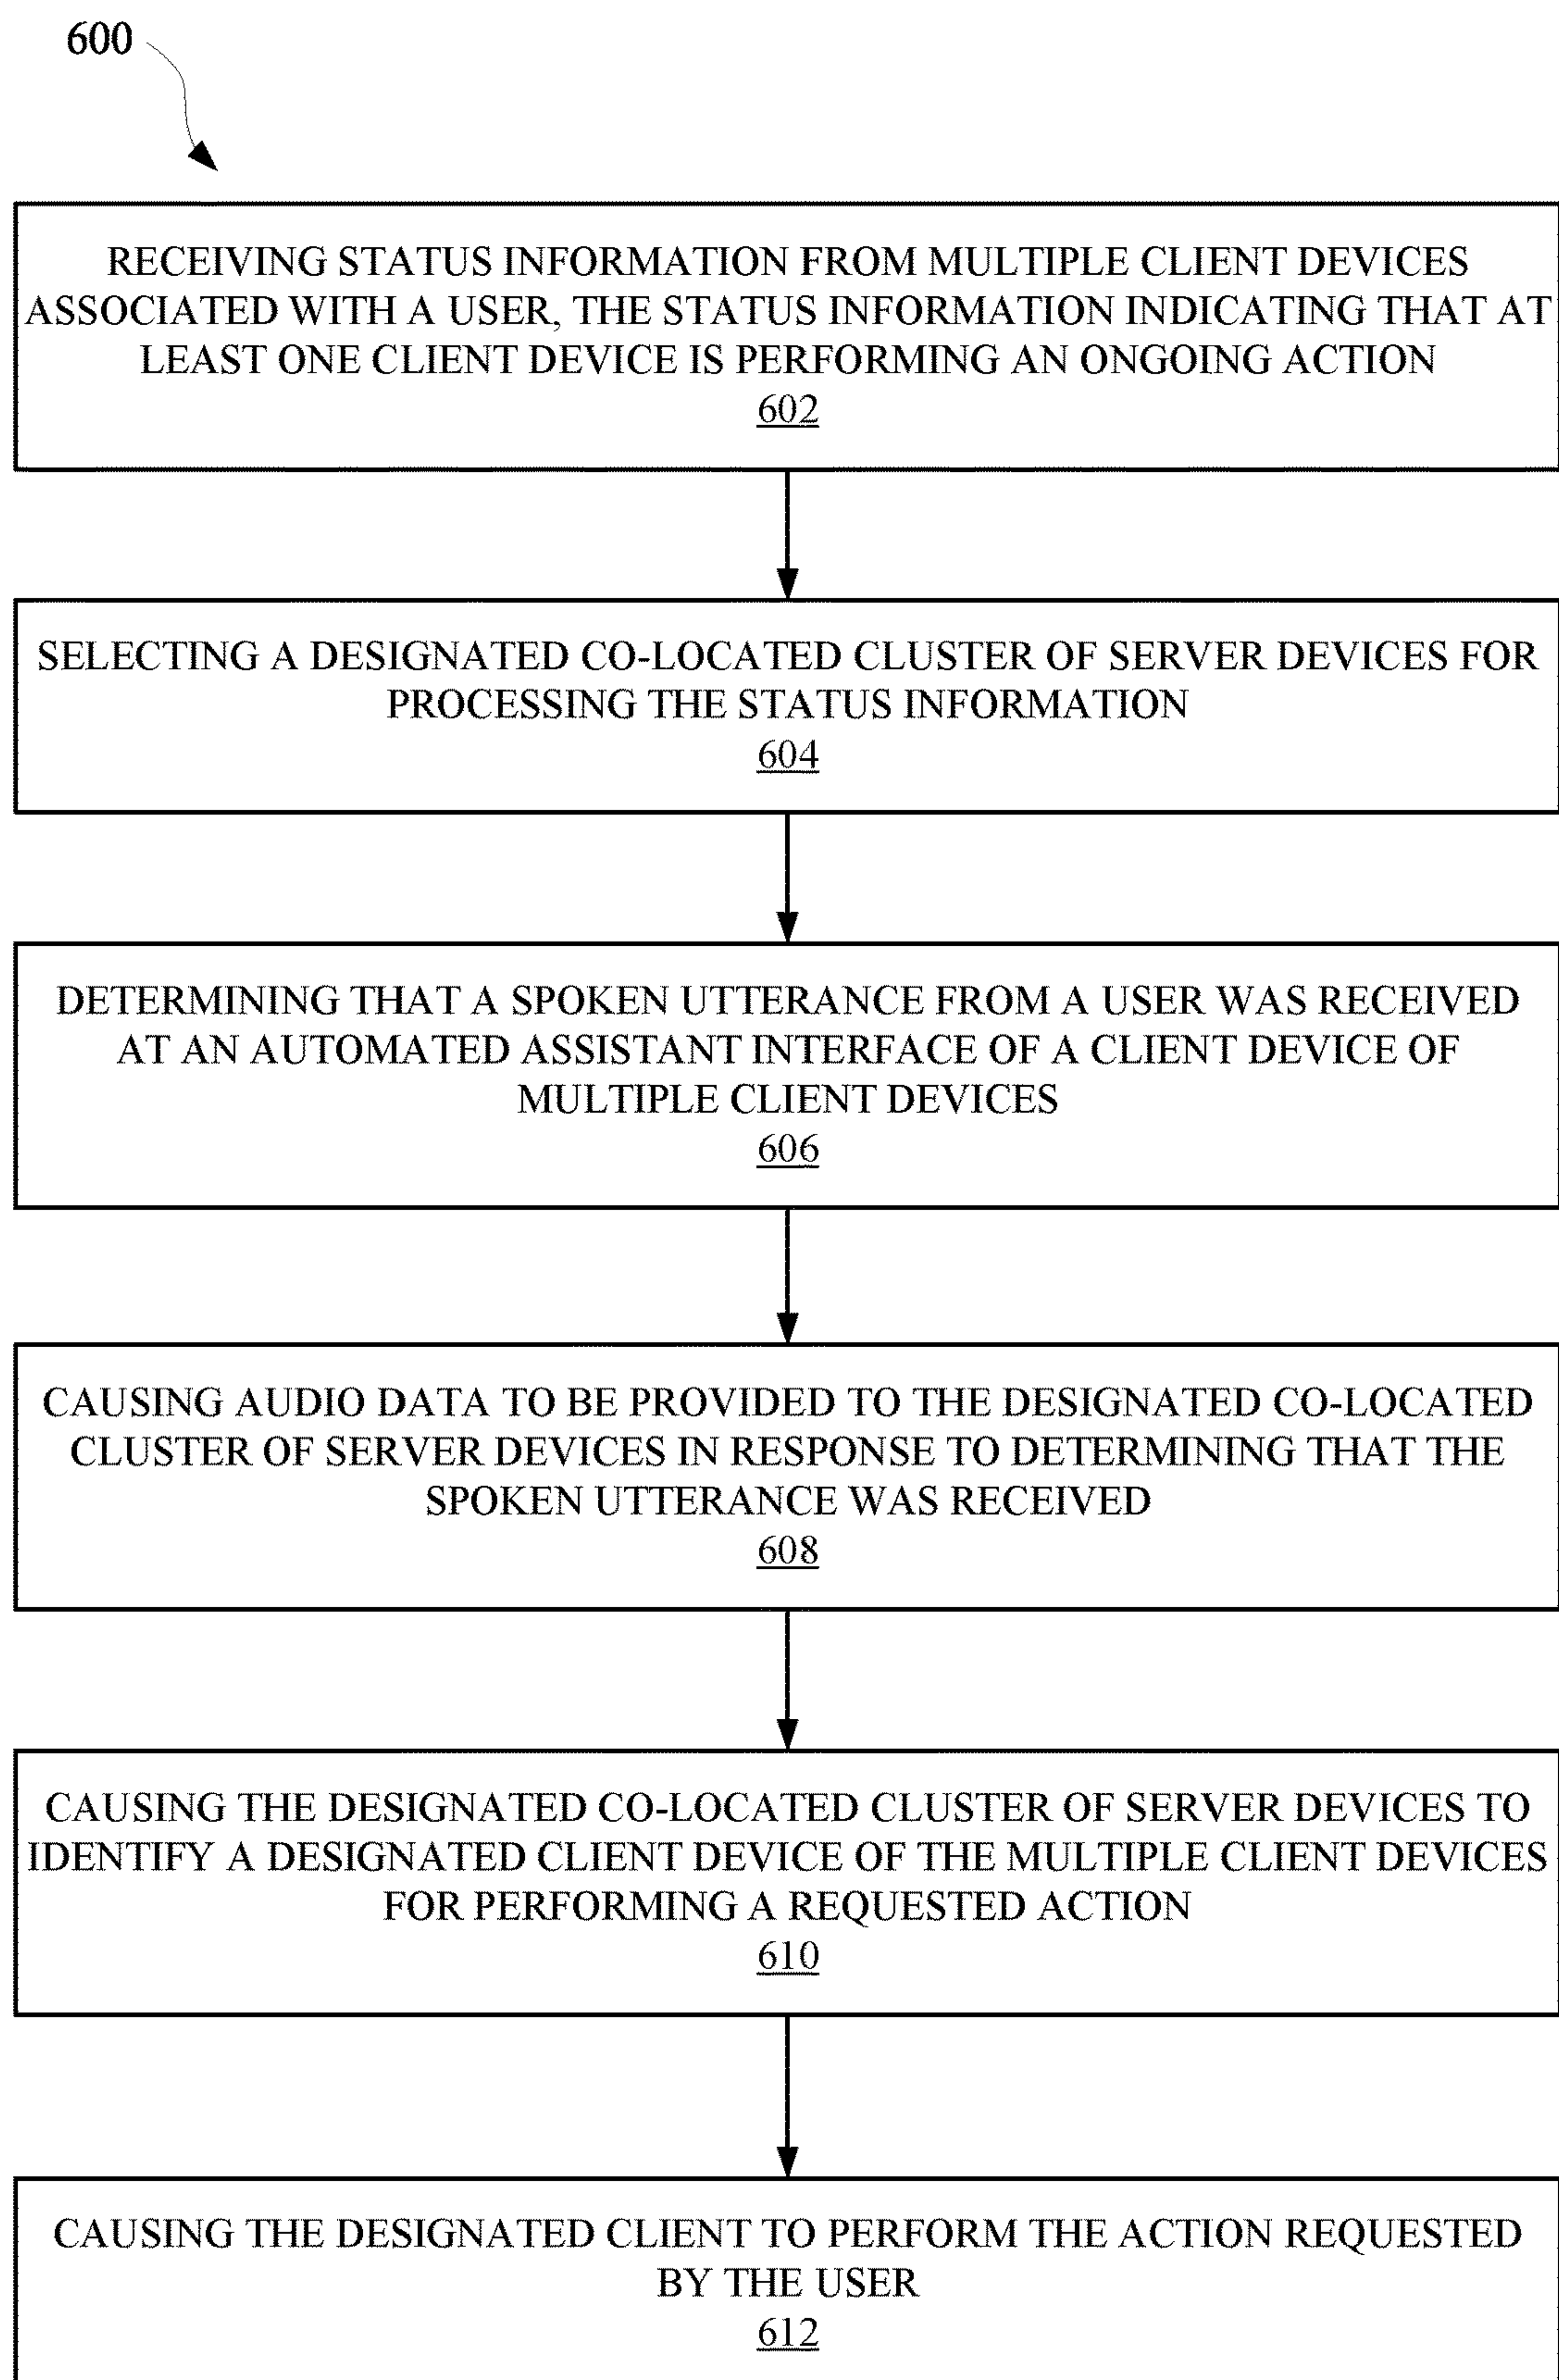 600
RECEIVING STATUS INFORMATION FROM MULTIPLE CLIENT DEVICES
ASSOCIATED WITH A USER, THE STATUS INFORMATION INDICATING THAT AT
LEAST ONE CLIENT DEVICE IS PERFORMING AN ONGOING ACTION
602
SELECTING A DESIGNATED CO-LOCATED CLUSTER OF SERVER DEVICES FOR
PROCESSING THE STATUS INFORMATION
604
DETERMINING THAT A SPOKEN UTTERANCE FROM A USER WAS RECEIVED
AT AN AUTOMATED ASSISTANT INTERFACE OF A CLIENT DEVICE OF
MULTIPLE CLIENT DEVICES
606
CAUSING AUDIO DATA TO BE PROVIDED TO THE DESIGNATED CO-LOCATED
CLUSTER OF SERVER DEVICES IN RESPONSE TO DETERMINING THAT THE
SPOKEN UTTERANCE WAS RECEIVED
608
CAUSING THE DESIGNATED CO-LOCATED CLUSTER OF SERVER DEVICES TO
IDENTIFY A DESIGNATED CLIENT DEVICE OF THE MULTIPLE CLIENT DEVICES
FOR PERFORMING A REQUESTED ACTION
610
CAUSING THE DESIGNATED CLIENT TO PERFORM THE ACTION REQUESTED
BY THE USER
612